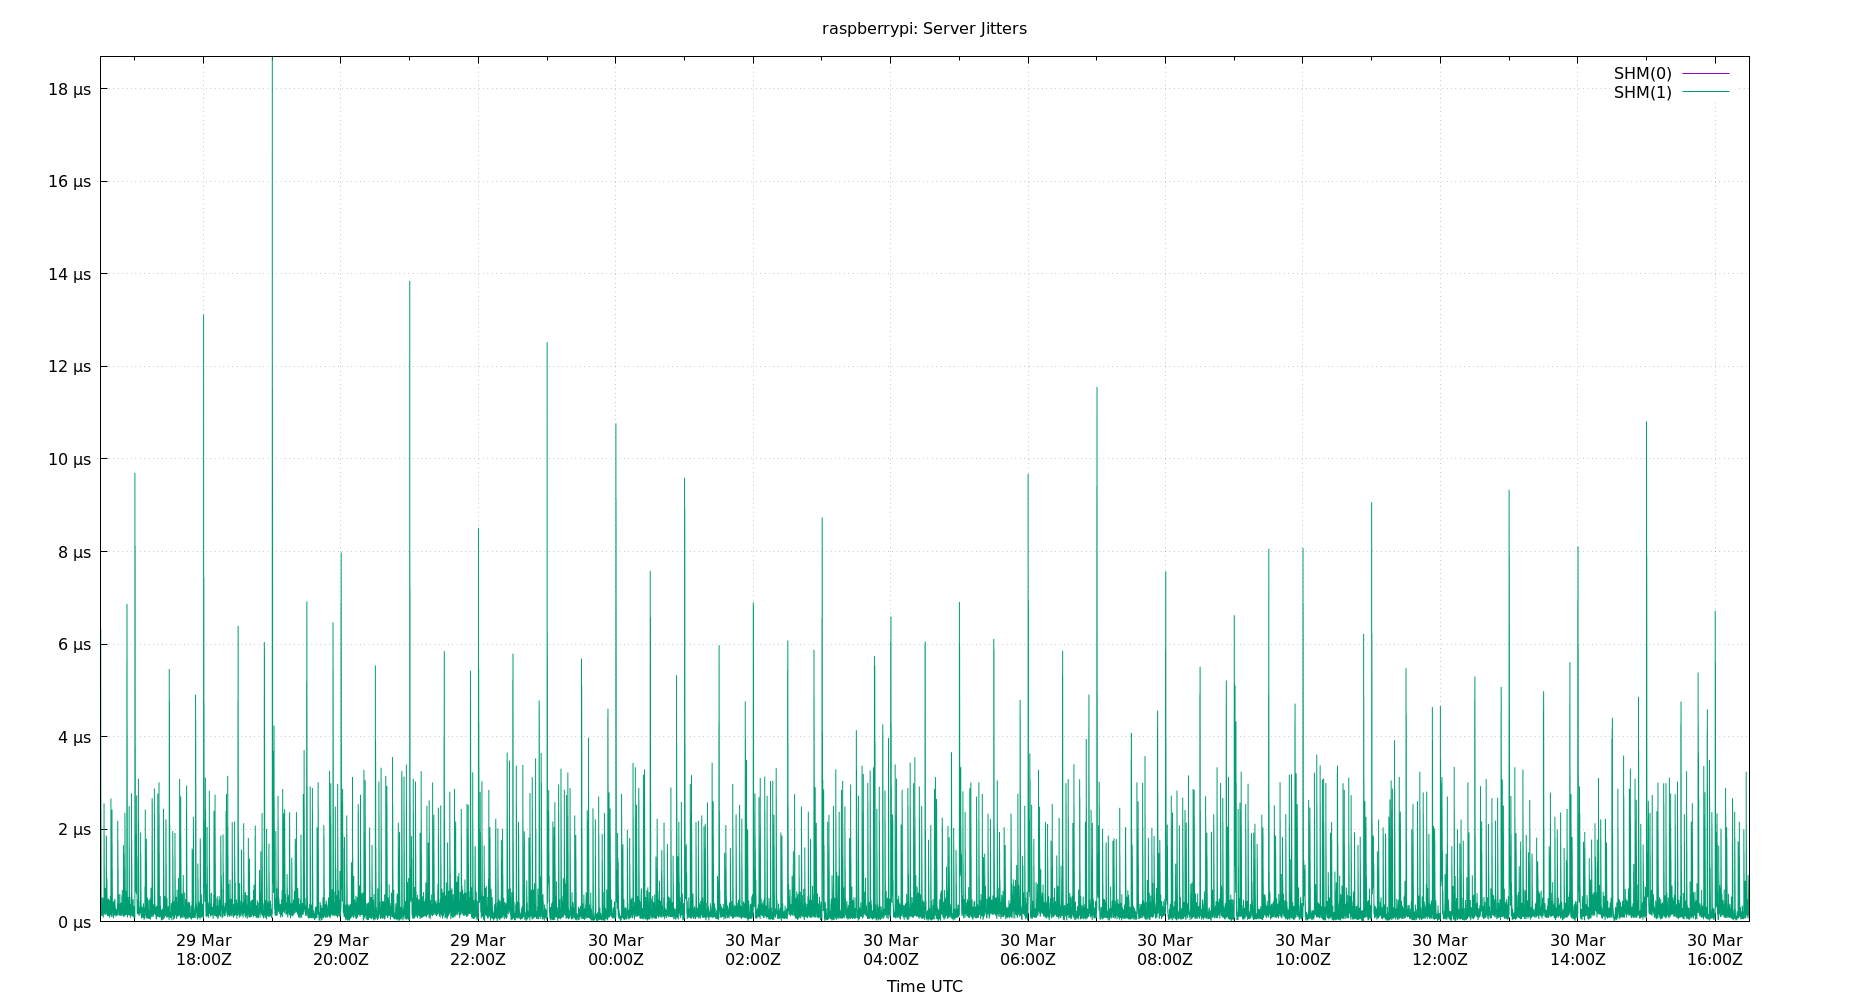 raspberrypi: Server Jitters
SHM(0)
SHM(1)
18 μs
16 μs
14 μs
12 μs
10 μs
8 μs
6 μs
4 μs
2 μs
0 μs
29 Mar 29 Mar 29 Mar 30 Mar 30 Mar 30 Mar 30 Mar 30 Mar 30 Mar 30 Mar 30 Mar 30 Mar
18:00Z 20:00Z 22:00Z 00:00Z 02:00Z 04:00Z 06:00Z 08:00Z 10:00Z 12:00Z 14:00Z 16:00Z
Time UTC